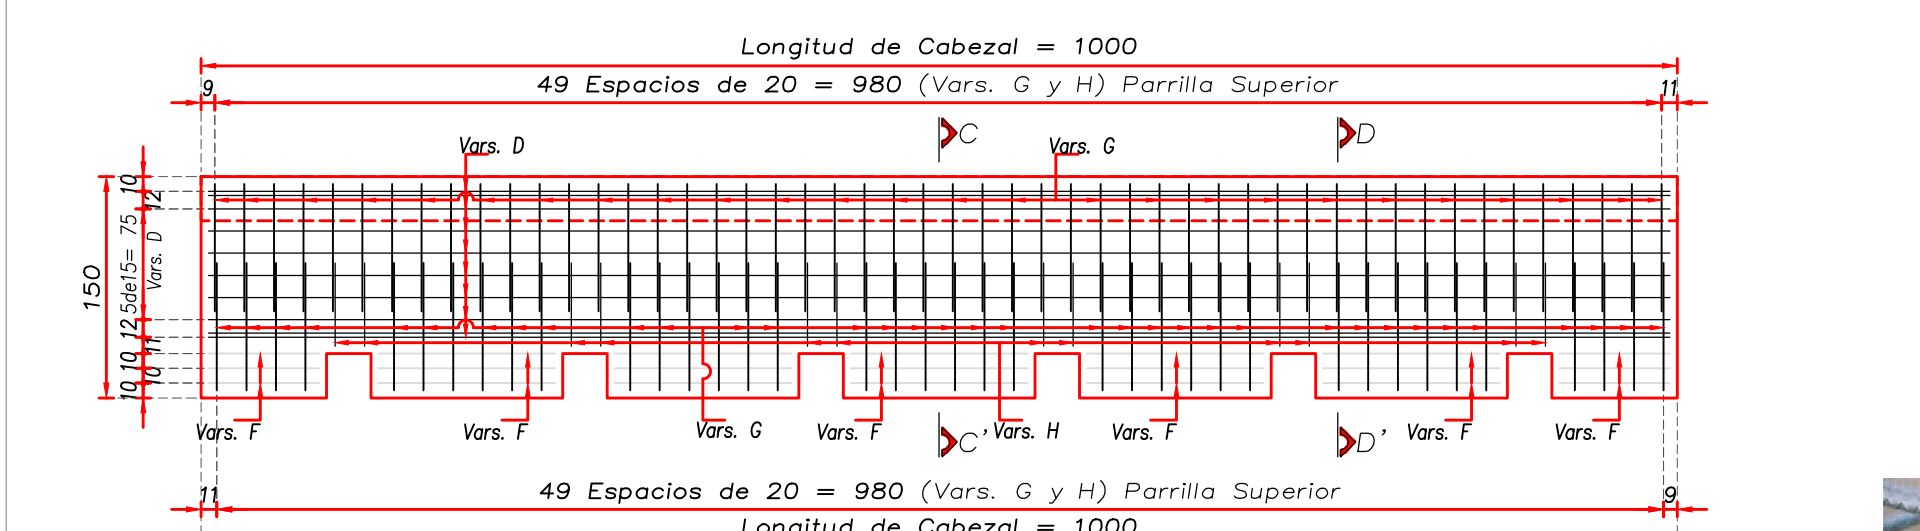 Longitud de Cabezal = 1000
9 49 Espacios de 20 = 980 (Vars. G y H) Parrilla Superior 11
C D
Vars. D Vars. G
10
12
5de15= 75
Vars. D
150
12
11
10
10
10
Vars. F Vars. F Vars. G Vars. F C' Vars. H Vars. F D' Vars. F Vars. F
11 49 Espacios de 20 = 980 (Vars. G y H) Parrilla Superior 9
Longitud de Cabezal = 1000